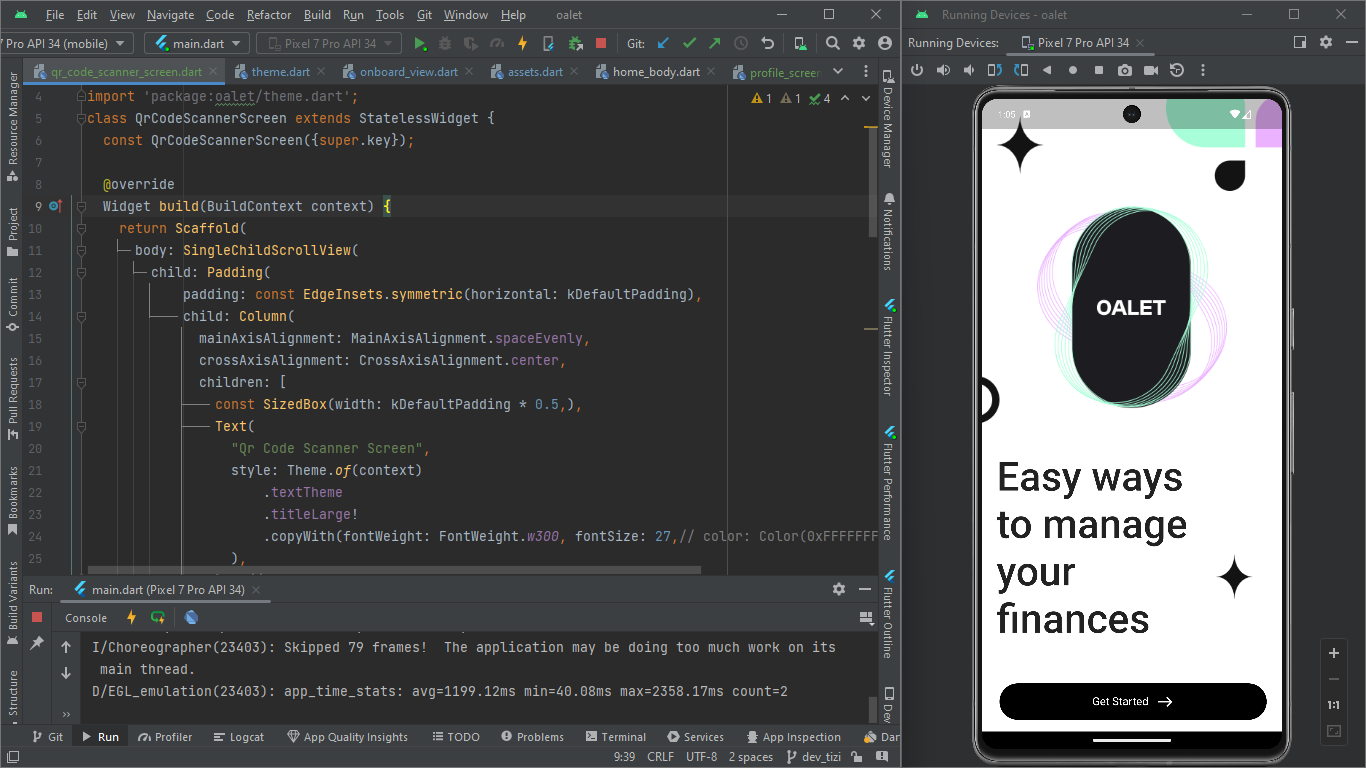 File Edit View Navigate Code Refactor Build Run Tools Git Window Help oalet
7 Pro API 34 (mobile) main.dart Pixel 7 Pro API 34 Git:
qr_code_scanner_screen.dart theme.dart onboard_view.dart assets.dart home_body.dart profile_screen
4 import 'package:oalet/theme.dart'; 1 1 4
5 class QrCodeScannerScreen extends StatelessWidget {
6 const QrCodeScannerScreen({super.key});
7
8 @override
9 Widget build(BuildContext context) {
10 return Scaffold(
11 body: SingleChildScrollView(
12 child: Padding(
13 padding: const EdgeInsets.symmetric(horizontal: kDefaultPadding),
14 child: Column(
15 mainAxisAlignment: MainAxisAlignment.spaceEvenly,
16 crossAxisAlignment: CrossAxisAlignment.center,
17 children: [
18 const SizedBox(width: kDefaultPadding * 0.5,),
19 Text(
20 "Qr Code Scanner Screen",
21 style: Theme.of(context)
22 .textTheme
23 .titleLarge!
24 .copyWith(fontWeight: FontWeight.w300, fontSize: 27,// color: Color(0xFFFFFFF
25 ),
Resource Manager
Project
Commit
Pull Requests
Bookmarks
Build Variants
Structure
Device Manager
Notifications
Flutter Inspector
Flutter Performance
Flutter Outline
Dev
Run: main.dart (Pixel 7 Pro API 34)
Console
I/Choreographer(23403): Skipped 79 frames! The application may be doing too much work on its
main thread.
D/EGL_emulation(23403): app_time_stats: avg=1199.12ms min=40.08ms max=2358.17ms count=2
Git Run Profiler Logcat App Quality Insights TODO Problems Terminal Services App Inspection Dar
9:39 CRLF UTF-8 2 spaces dev_tizi
Running Devices - oalet
Running Devices: Pixel 7 Pro API 34
1:05
OALET
Easy ways
to manage
your
finances
Get Started
1:1